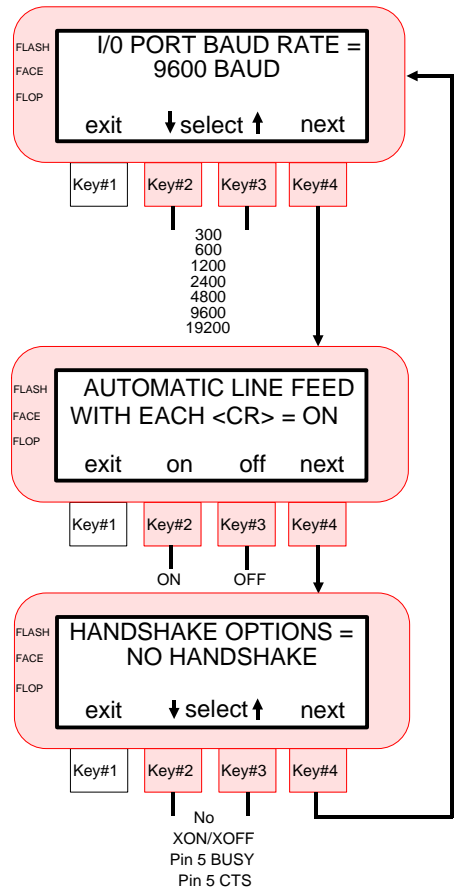 I/0 PORT BAUD RATE =
9600 BAUD
FLASH
FACE
FLOP
exit ↓ select ↑ next
Key#1 Key#2 Key#3 Key#4
300
600
1200
2400
4800
9600
19200
AUTOMATIC LINE FEED
WITH EACH <CR> = ON
FLASH
FACE
FLOP
exit on off next
Key#1 Key#2 Key#3 Key#4
ON OFF
HANDSHAKE OPTIONS =
NO HANDSHAKE
FLASH
FACE
FLOP
exit ↓ select ↑ next
Key#1 Key#2 Key#3 Key#4
No
XON/XOFF
Pin 5 BUSY
Pin 5 CTS